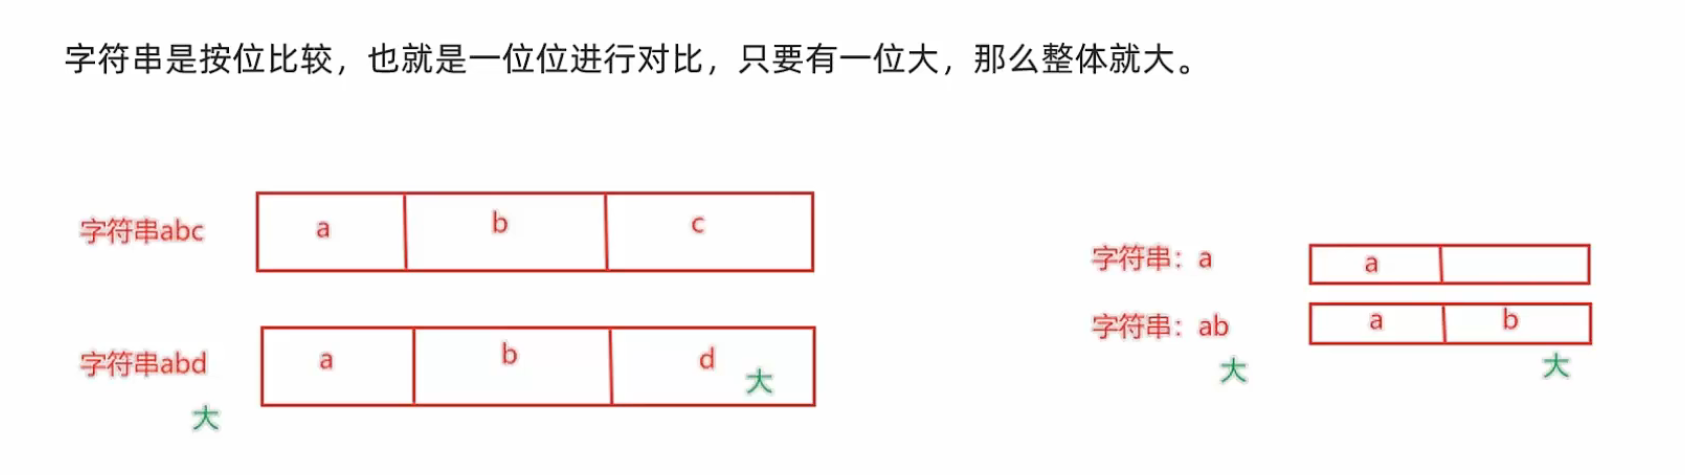 字符串是按位比较，也就是一位位进行对比，只要有一位大，那么整体就大。
字符串abc a b c
字符串abd a b d 大
大
字符串：a a
字符串：ab a b
大 大